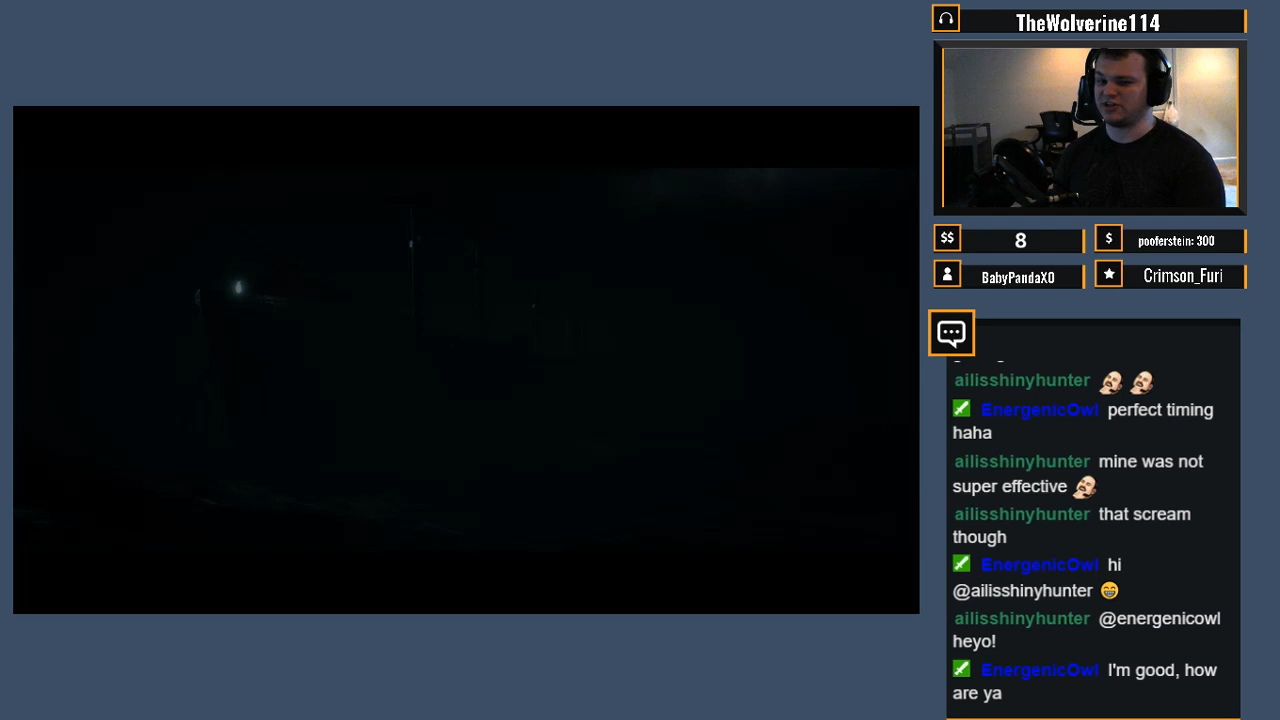 TheWolverine114
$$
8
$
pooferstein: 300
BabyPandaXO
Crimson_Furi
ailisshinyhunter
EnergenicOwl perfect timing
haha
ailisshinyhunter mine was not
super effective
ailisshinyhunter that scream
though
EnergenicOwl hi
@ailisshinyhunter
ailisshinyhunter @energenicowl
heyo!
EnergenicOwl I'm good, how
are ya